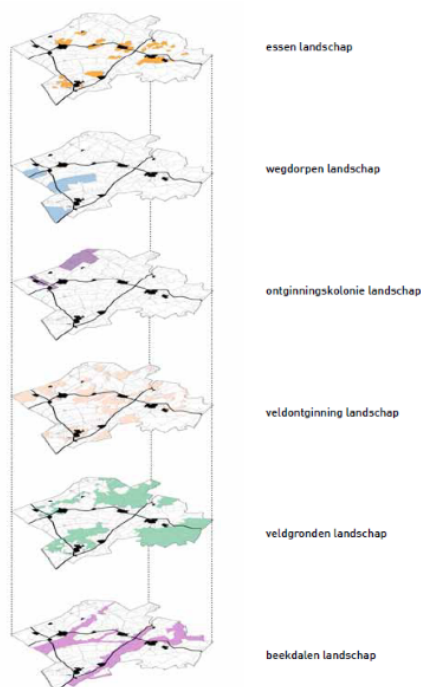 essen landschap
wegdorpen landschap
ontginningskolonie landschap
veldontginning landschap
veldgronden landschap
beekdalen landschap